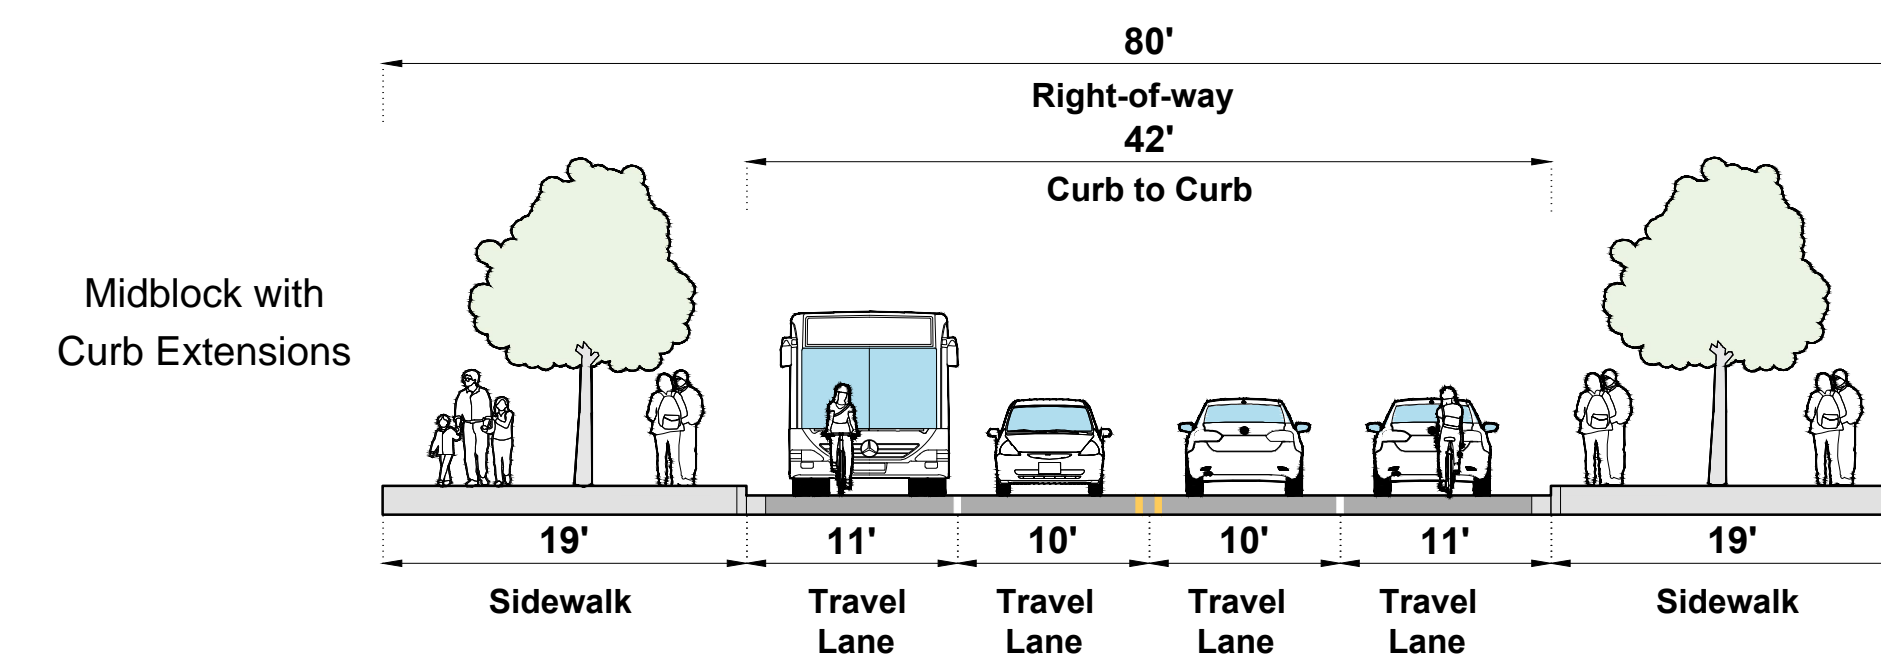 80'
Right-of-way
42'
Curb to Curb
Midblock with
Curb Extensions
19' 11' 10' 10' 11' 19'
Sidewalk Travel Travel Travel Travel Sidewalk
Lane Lane Lane Lane